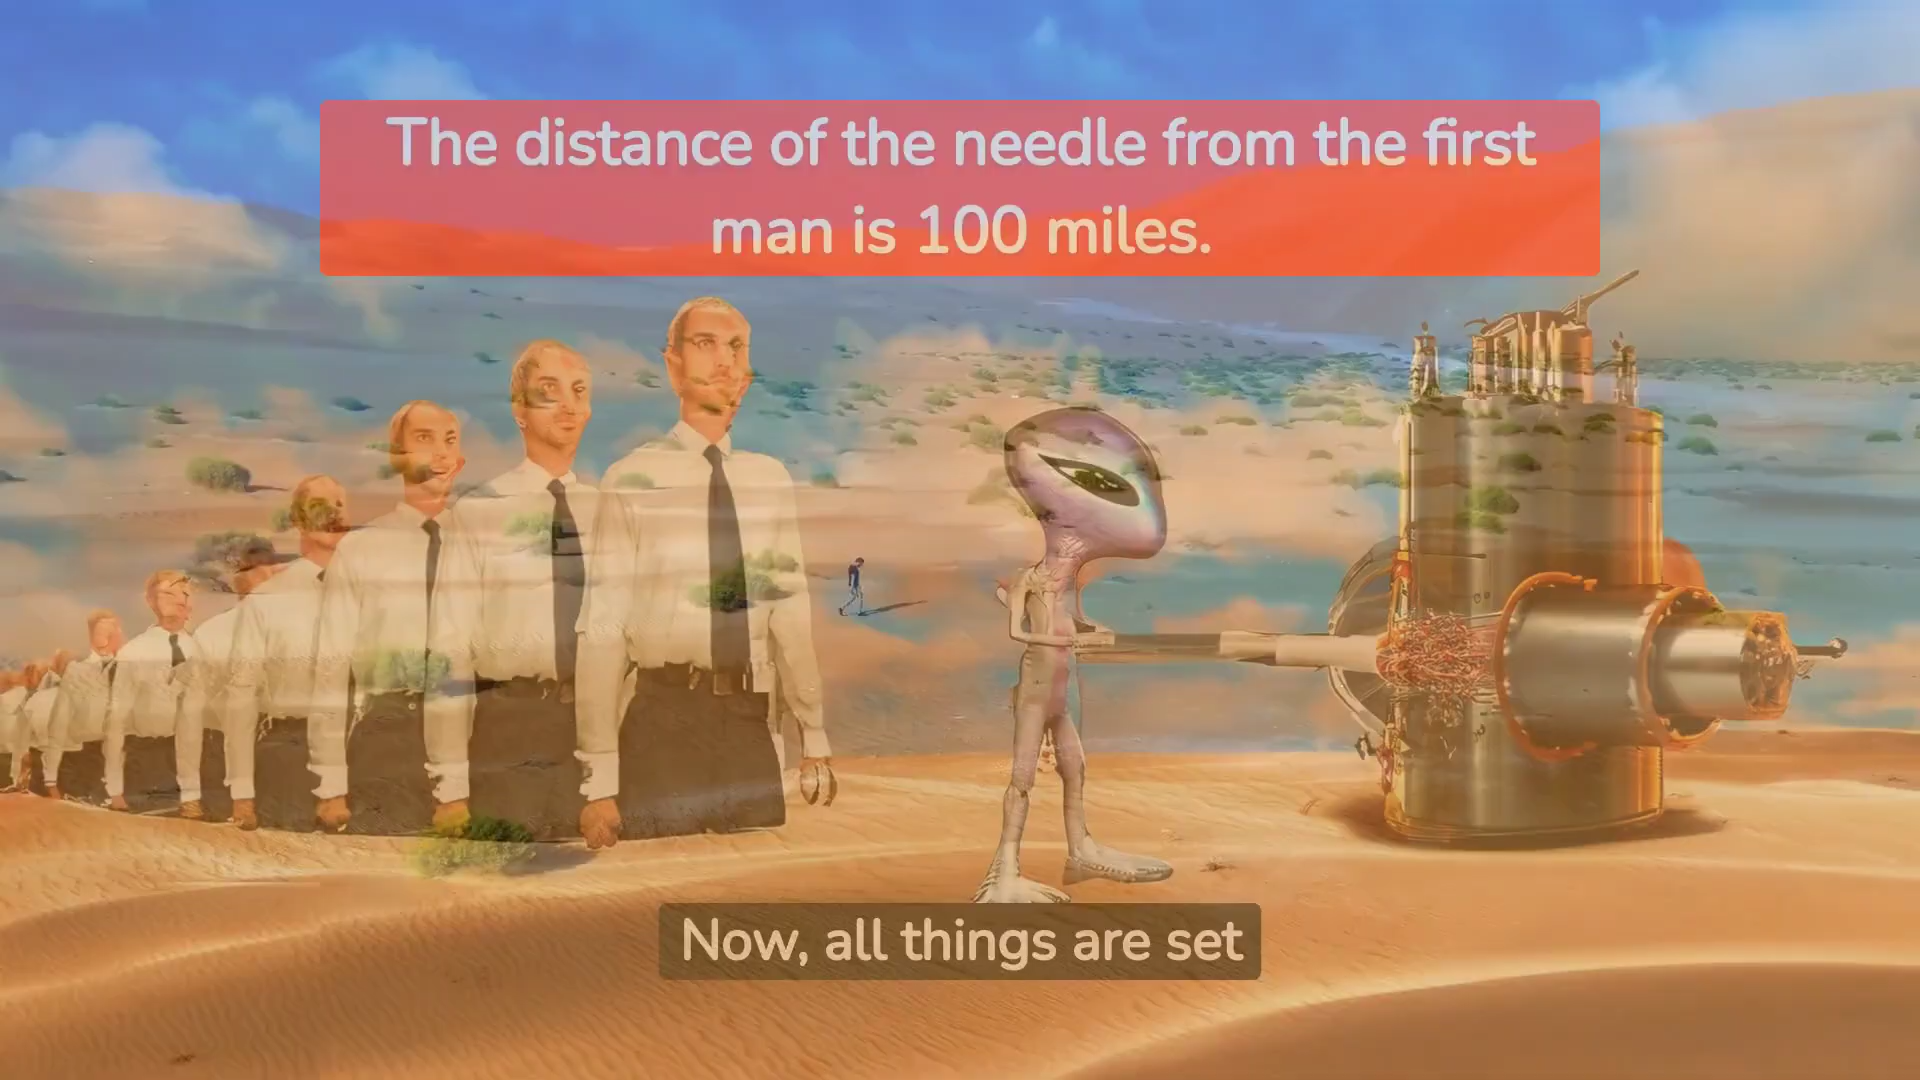 The distance of the needle from the first
man is 100 miles.
Now, all things are set